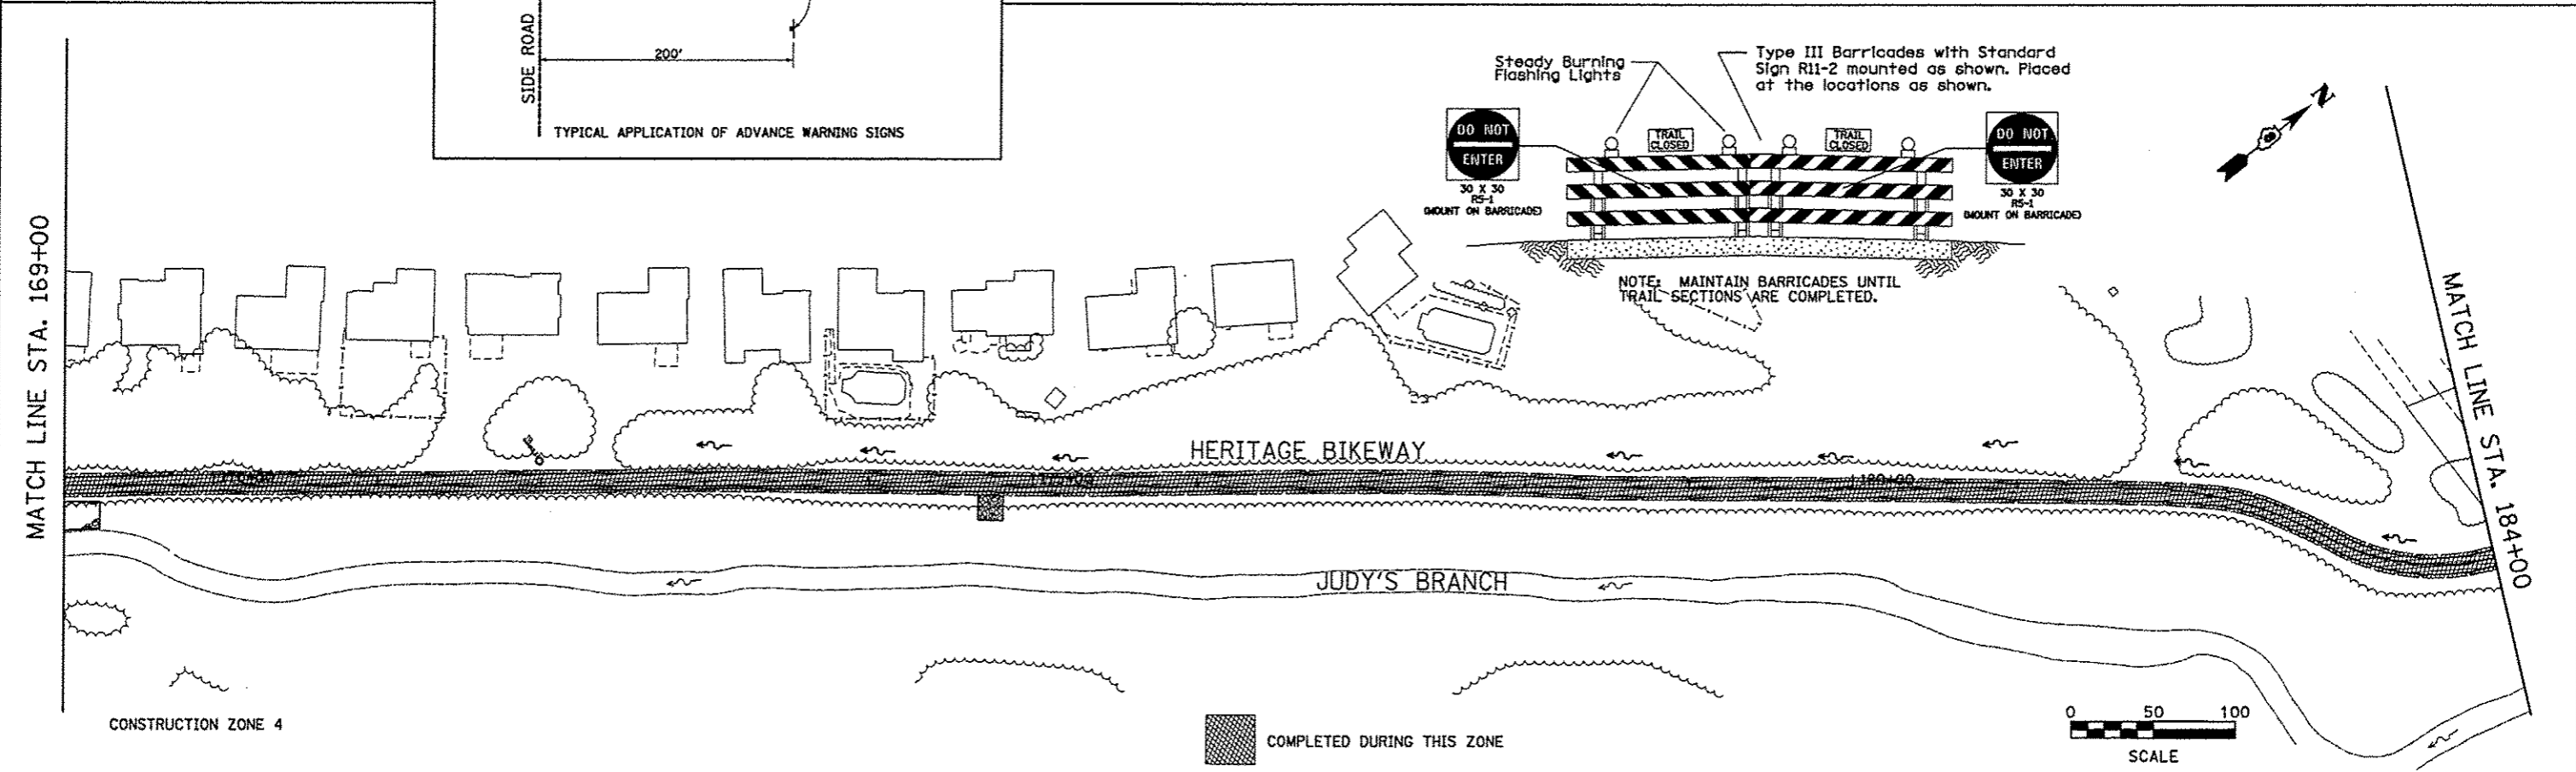 SIDE ROAD
200'
TYPICAL APPLICATION OF ADVANCE WARNING SIGNS
Steady Burning
Flashing Lights
Type III Barricades with Standard
Sign R11-2 mounted as shown. Placed
at the locations as shown.
DO NOT
ENTER
30 X 30
R5-1
(MOUNT ON BARRICADE)
TRAIL
CLOSED
TRAIL
CLOSED
DO NOT
ENTER
30 X 30
R5-1
(MOUNT ON BARRICADE)
NOTE: MAINTAIN BARRICADES UNTIL
TRAIL SECTIONS ARE COMPLETED.
N
MATCH LINE STA. 169+00
MATCH LINE STA. 184+00
HERITAGE BIKEWAY
180+00
JUDY'S BRANCH
CONSTRUCTION ZONE 4
COMPLETED DURING THIS ZONE
0 50 100
SCALE